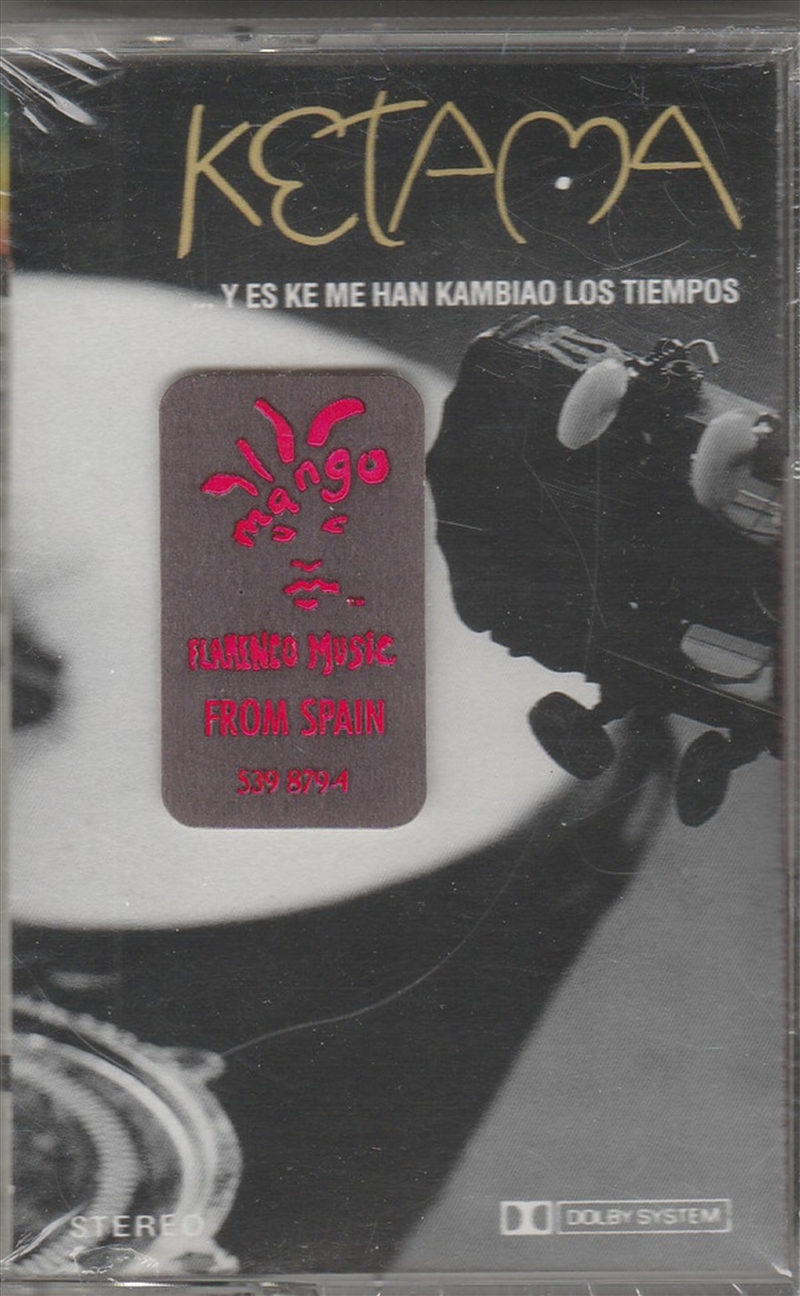 KETAMA
... Y ES KE ME HAN KAMBIAO LOS TIEMPOS
mango
TM
FLAMENCO MUSIC
FROM SPAIN
539 879-4
STEREO
DOLBY SYSTEM